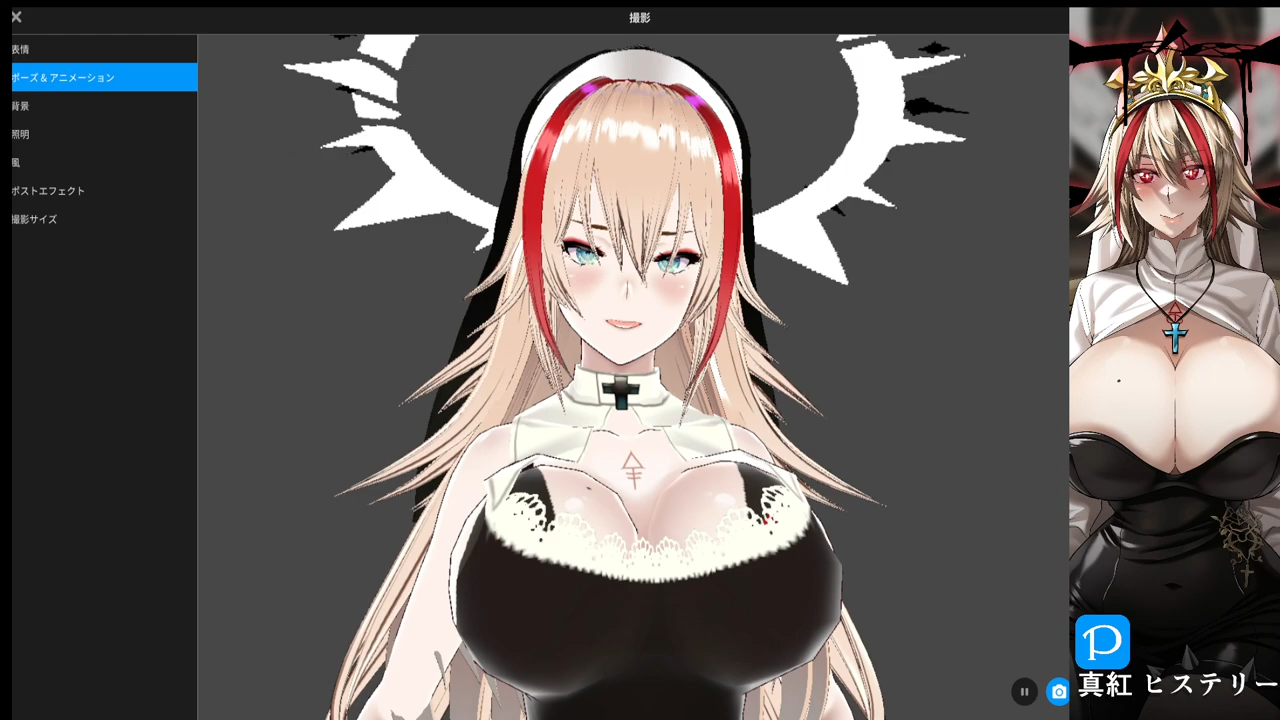 撮影
表情
ポーズ & アニメーション
背景
照明
風
ポストエフェクト
撮影サイズ
P
真紅 ヒステリー